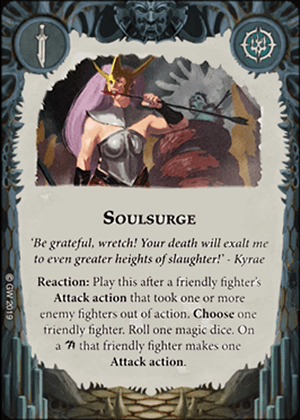 SOULSURGE
'Be grateful, wretch! Your death will exalt me
to even greater heights of slaughter!' - Kyrae
Reaction: Play this after a friendly fighter's
Attack action that took one or more
enemy fighters out of action. Choose one
friendly fighter. Roll one magic dice. On
a that friendly fighter makes one
Attack action.
© GW 2019